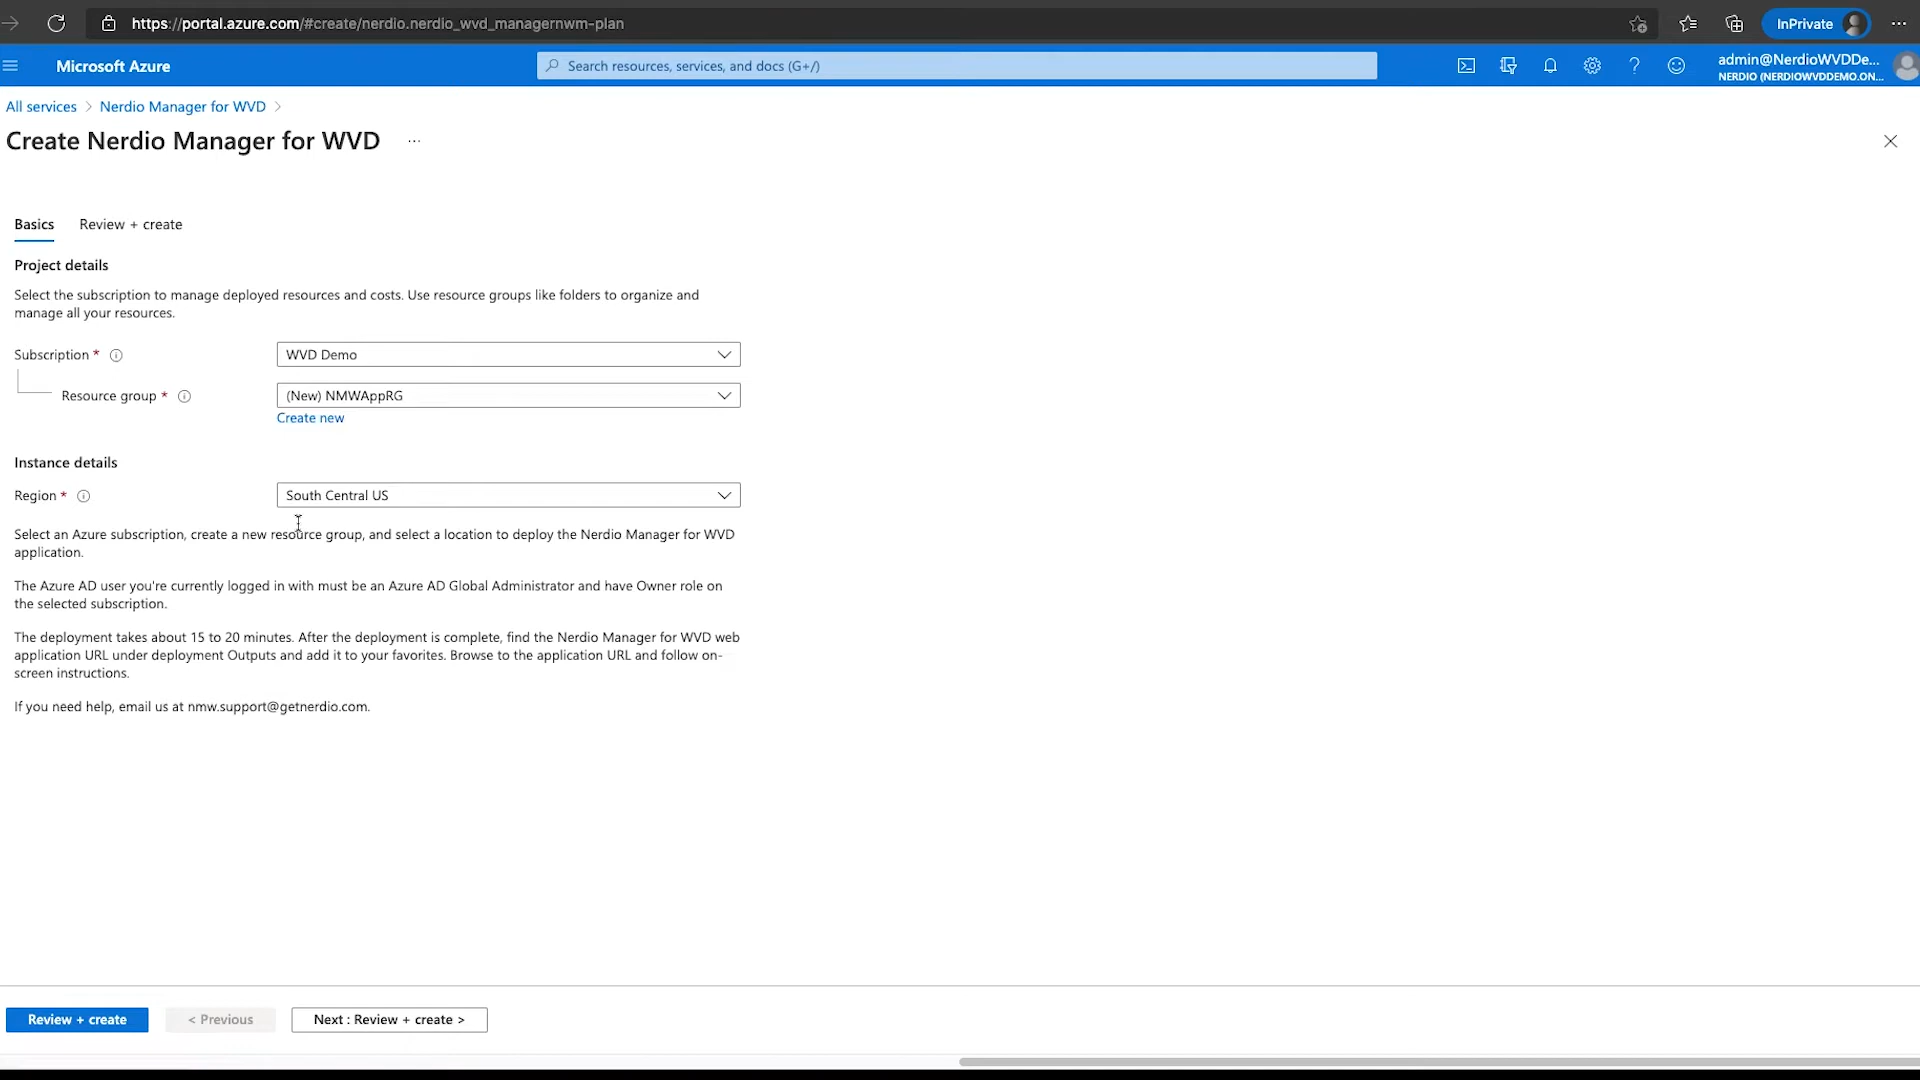 https://portal.azure.com/#create/nerdio.nerdio_wvd_managernwm-plan
InPrivate
Microsoft Azure
Search resources, services, and docs (G+/)
admin@NerdioWVDDe...
NERDIO (NERDIOWVDDEMO.ON...
All services > Nerdio Manager for WVD >
Create Nerdio Manager for WVD ...
Basics Review + create
Project details
Select the subscription to manage deployed resources and costs. Use resource groups like folders to organize and
manage all your resources.
Subscription * WVD Demo
Resource group * (New) NMWAppRG
Create new
Instance details
Region * South Central US
Select an Azure subscription, create a new resource group, and select a location to deploy the Nerdio Manager for WVD
application.
The Azure AD user you're currently logged in with must be an Azure AD Global Administrator and have Owner role on
the selected subscription.
The deployment takes about 15 to 20 minutes. After the deployment is complete, find the Nerdio Manager for WVD web
application URL under deployment Outputs and add it to your favorites. Browse to the application URL and follow on-
screen instructions.
If you need help, email us at nmw.support@getnerdio.com.
Review + create
< Previous
Next : Review + create >